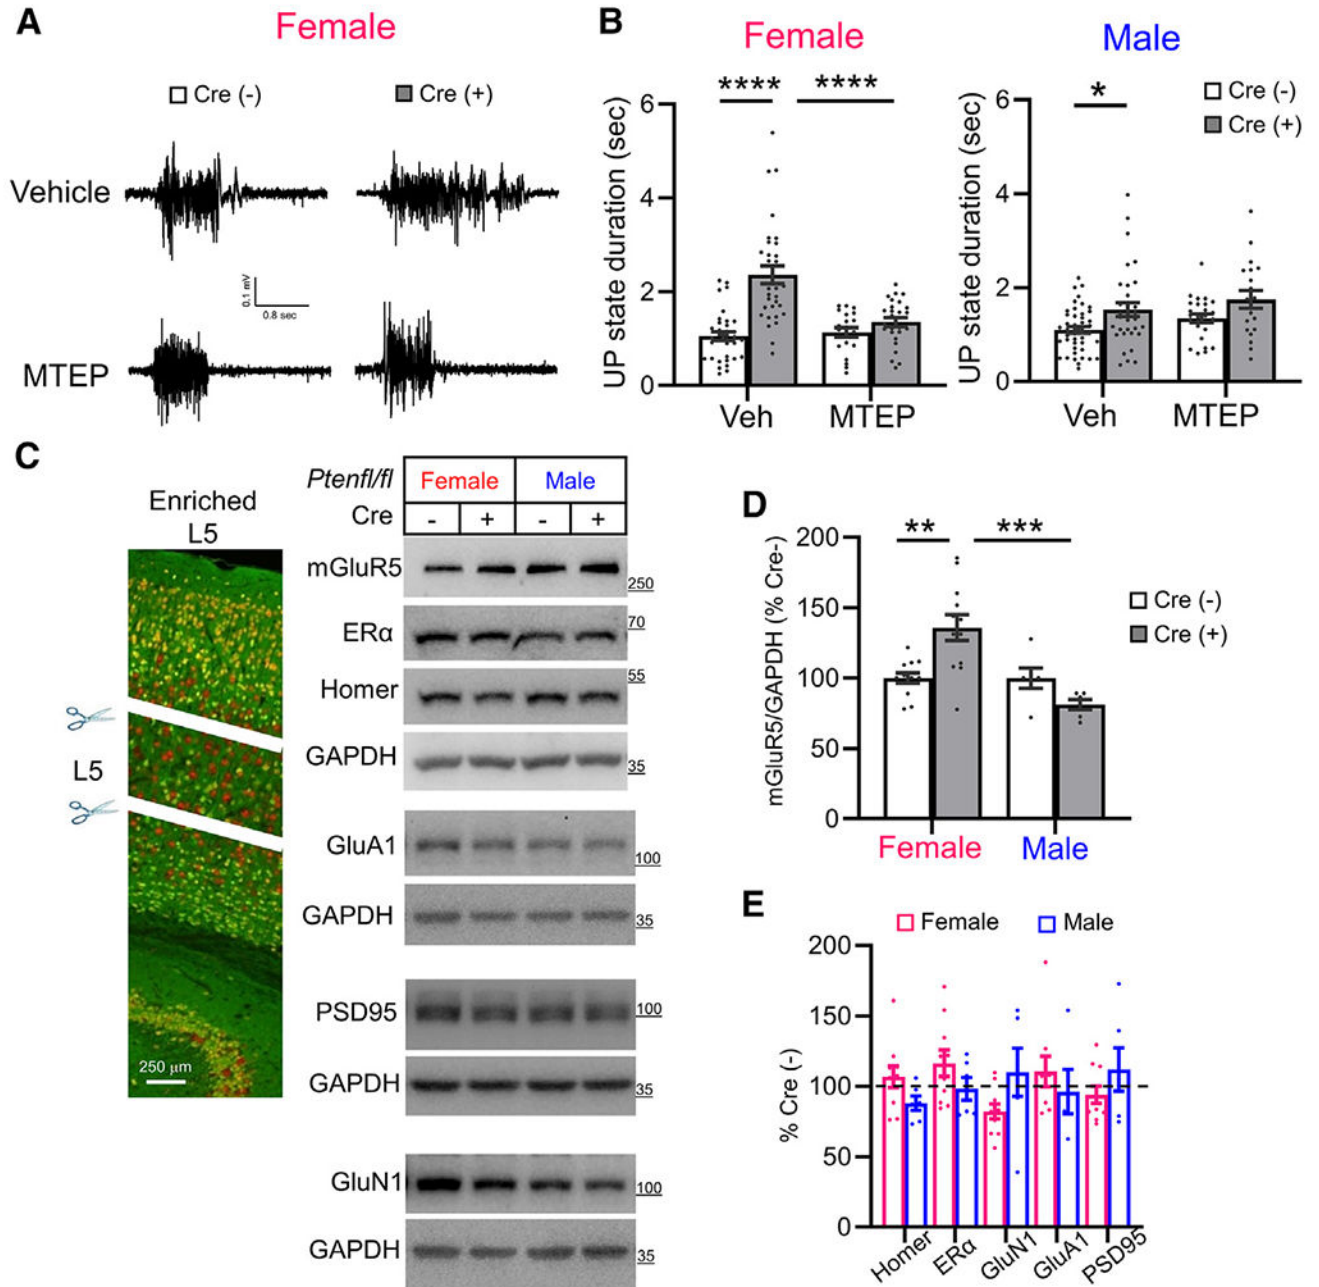 A
Female
Cre (-)
Cre (+)
Vehicle
0.1 mV
0.8 sec
MTEP
B
Female
Male
****
****
*
Cre (-)
Cre (+)
UP state duration (sec)
6
4
2
0
Veh
MTEP
UP state duration (sec)
6
4
2
0
Veh
MTEP
C
Enriched
L5
L5
250 µm
Ptenfl/fl
Female
Male
Cre
-
+
-
+
mGluR5
250
ERα
70
Homer
55
GAPDH
35
GluA1
100
GAPDH
35
PSD95
100
GAPDH
35
GluN1
100
GAPDH
35
D
**
***
mGluR5/GAPDH (% Cre-)
200
150
100
50
0
Female
Male
Cre (-)
Cre (+)
E
Female
Male
% Cre (-)
200
150
100
50
0
Homer
ERα
GluN1
GluA1
PSD95